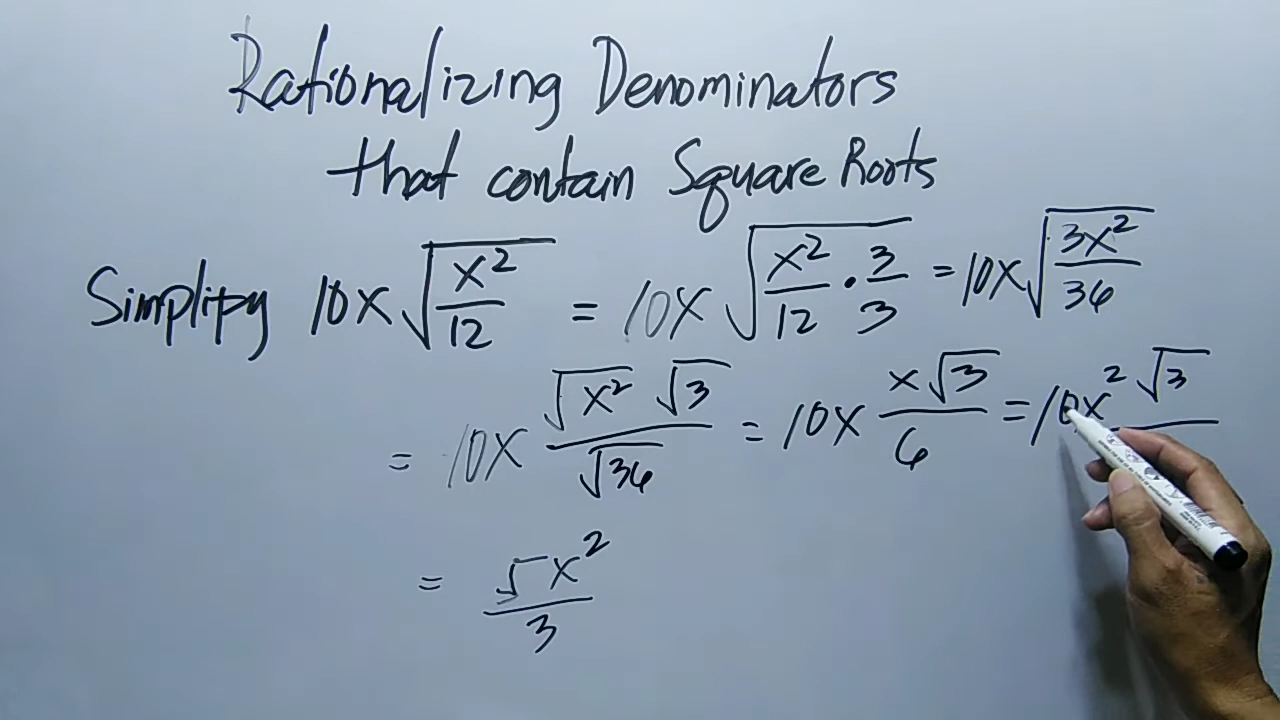 Rationalizing Denominators
that contain Square Roots
Simplify 10x√(x²/12) = 10x√(x²/12 · 3/3) = 10x√(3x²/36)
= 10x (√x² √3)/√36 = 10x (x√3)/6 = 10x² √3
= 5x²/3